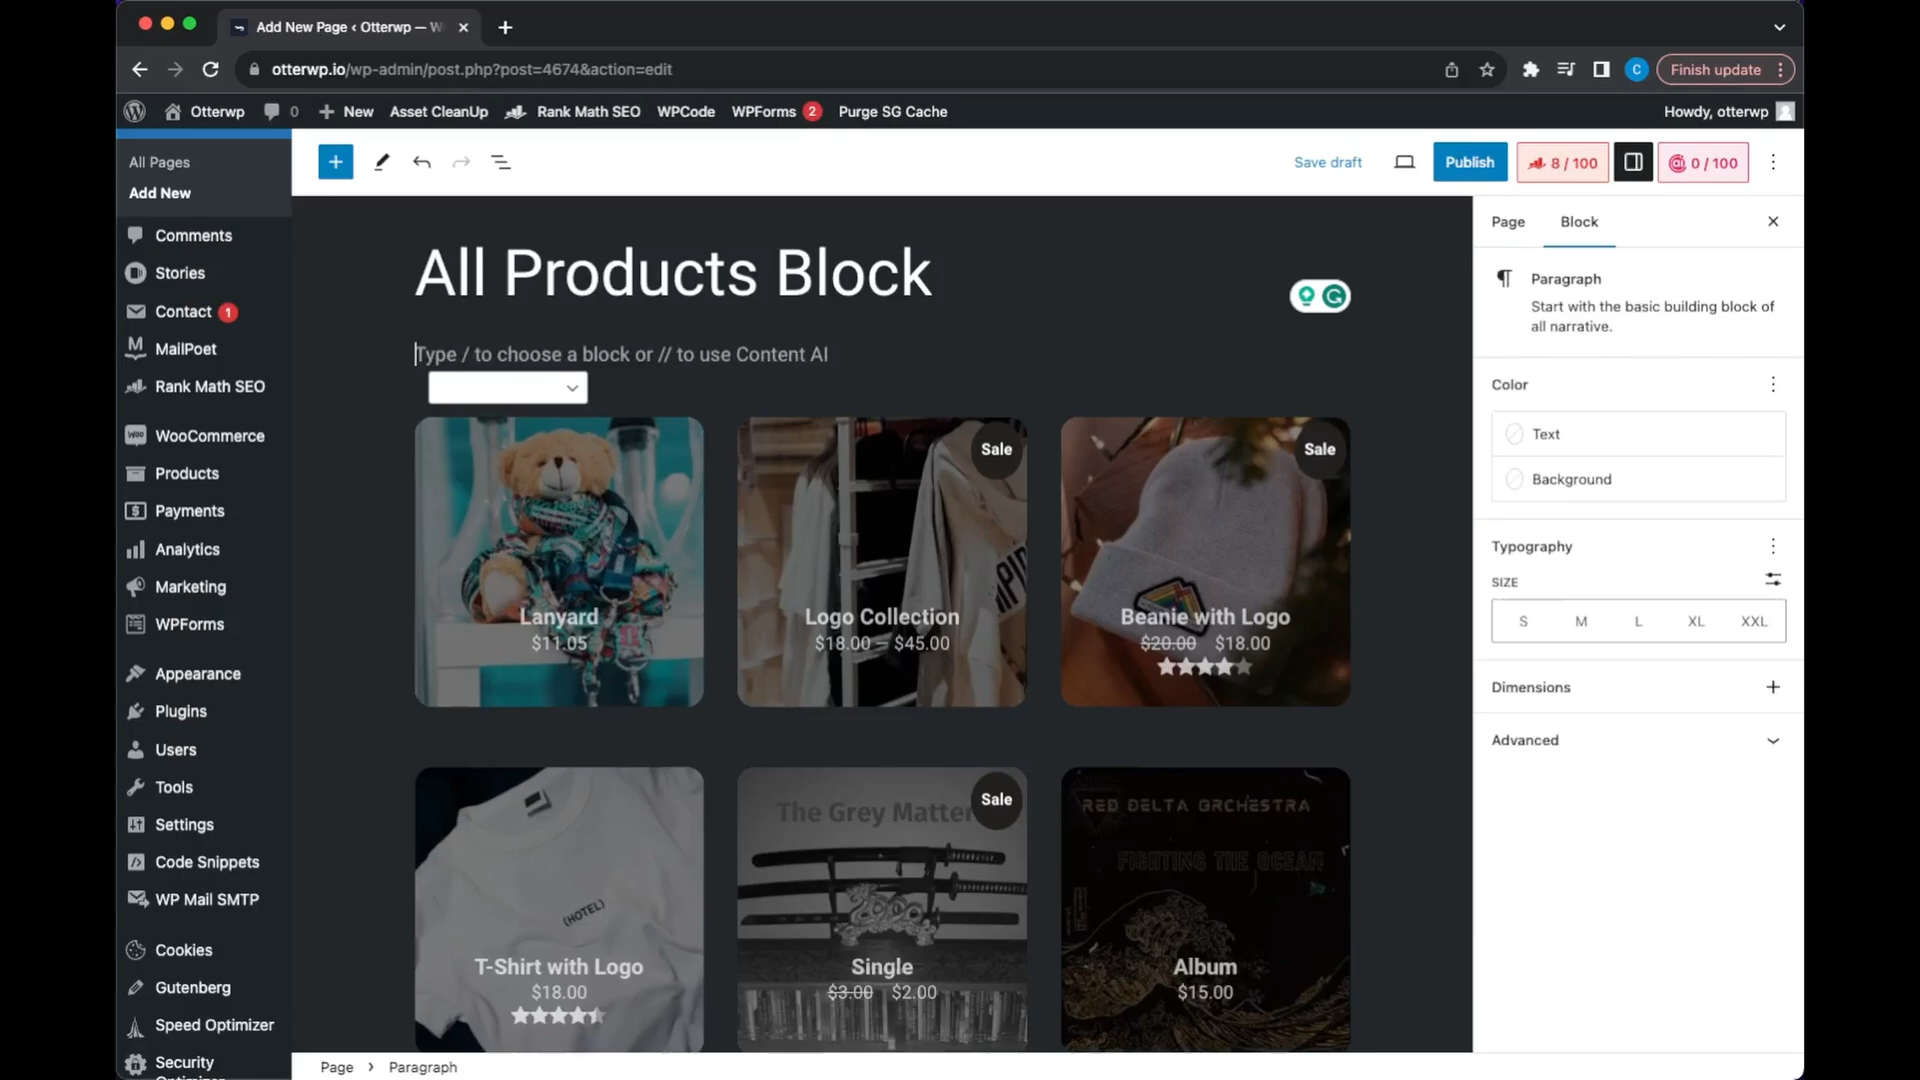 Add New Page ‹ Otterwp — W
otterwp.io/wp-admin/post.php?post=4674&action=edit
C
Finish update
Otterwp
0
New
Asset CleanUp
Rank Math SEO
WPCode
WPForms 2
Purge SG Cache
Howdy, otterwp
All Pages
Add New
Comments
Stories
Contact 1
MailPoet
Rank Math SEO
WooCommerce
Products
Payments
Analytics
Marketing
WPForms
Appearance
Plugins
Users
Tools
Settings
Code Snippets
WP Mail SMTP
Cookies
Gutenberg
Speed Optimizer
Security
Save draft
Publish
8 / 100
0 / 100
All Products Block
Type / to choose a block or // to use Content AI
Lanyard
$11.05
Sale
Logo Collection
$18.00 – $45.00
Sale
Beanie with Logo
$20.00 $18.00
(HOTEL)
T-Shirt with Logo
$18.00
The Grey Matter
Sale
Single
$3.00 $2.00
RED DELTA ORCHESTRA
FIGHTING THE OCEAN
Album
$15.00
Page
Block
Paragraph
Start with the basic building block of
all narrative.
Color
Text
Background
Typography
SIZE
S M L XL XXL
Dimensions
Advanced
Page › Paragraph